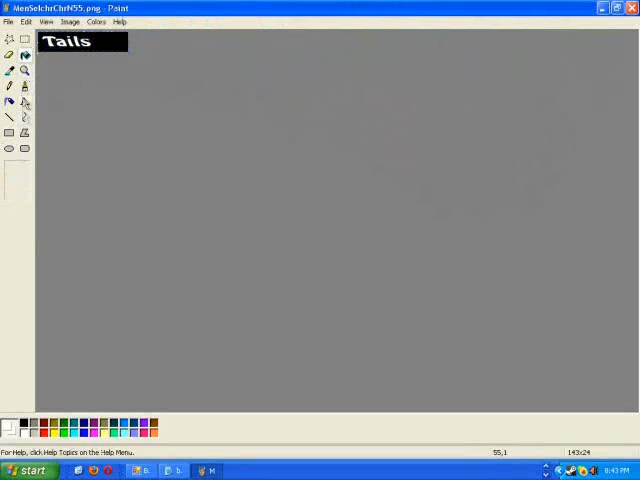 MenSelchrChrN55.png - Paint
File Edit View Image Colors Help
Tails
For Help, click Help Topics on the Help Menu.
55,1
143x24
start
B.
b.
M
8:43 PM